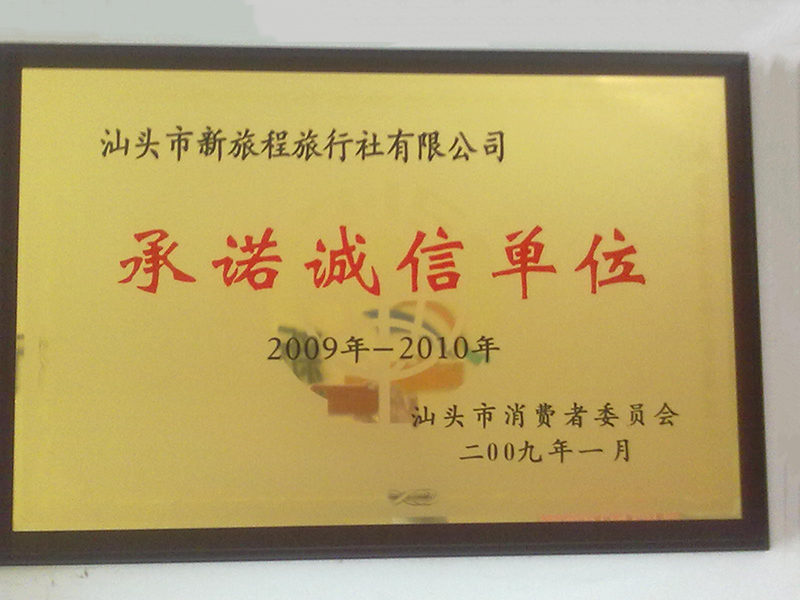 汕头市新旅程旅行社有限公司
承诺诚信单位
2009年-2010年
汕头市消费者委员会
二00九年一月